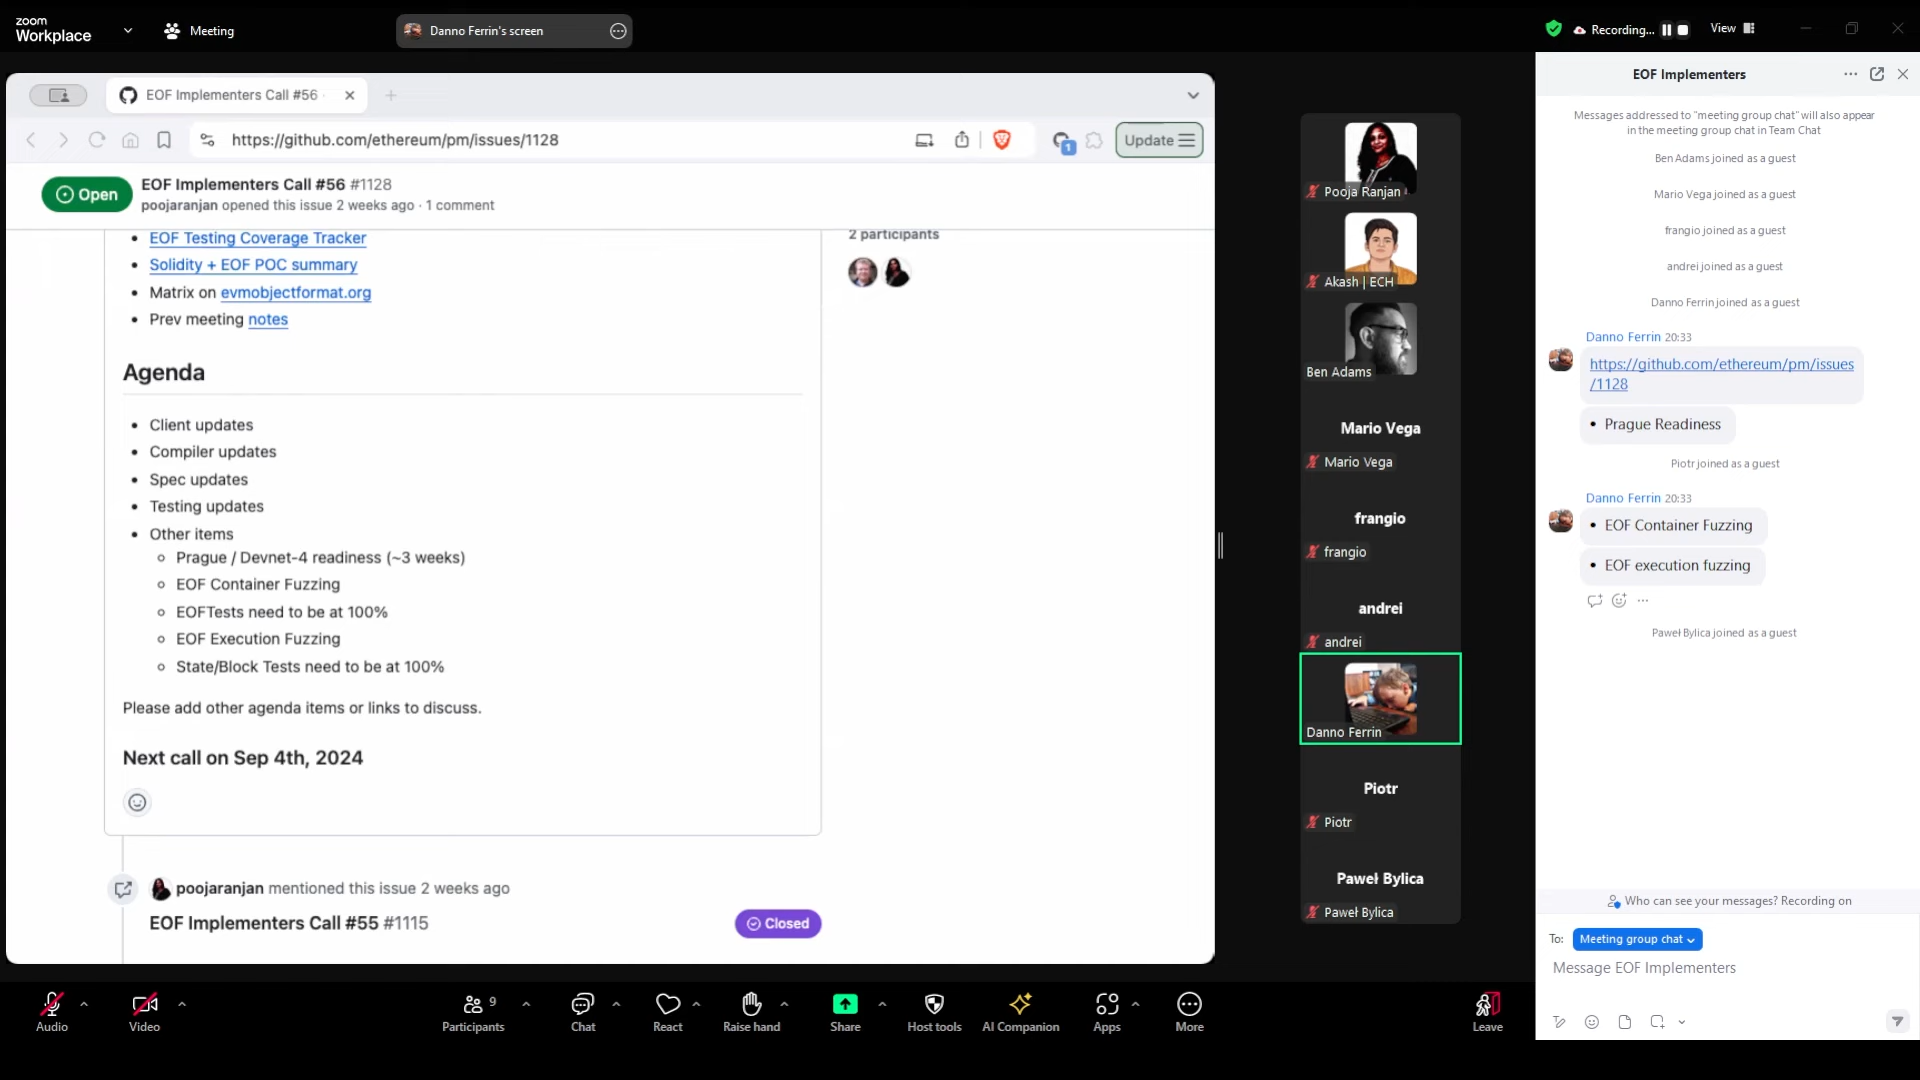 zoom
Workplace
Meeting
Danno Ferrin's screen
Recording...
View
EOF Implementers Call #56 ·
https://github.com/ethereum/pm/issues/1128
1
Update
Open
EOF Implementers Call #56 #1128
poojaranjan opened this issue 2 weeks ago · 1 comment
EOF Testing Coverage Tracker
Solidity + EOF POC summary
Matrix on evmobjectformat.org
Prev meeting notes
2 participants
Agenda
Client updates
Compiler updates
Spec updates
Testing updates
Other items
Prague / Devnet-4 readiness (~3 weeks)
EOF Container Fuzzing
EOFTests need to be at 100%
EOF Execution Fuzzing
State/Block Tests need to be at 100%
Please add other agenda items or links to discuss.
Next call on Sep 4th, 2024
poojaranjan mentioned this issue 2 weeks ago
EOF Implementers Call #55 #1115
Closed
Pooja Ranjan
Akash | ECH
Ben Adams
Mario Vega
Mario Vega
frangio
frangio
andrei
andrei
Danno Ferrin
Piotr
Piotr
Paweł Bylica
Paweł Bylica
EOF Implementers
Messages addressed to "meeting group chat" will also appear
in the meeting group chat in Team Chat
Ben Adams joined as a guest
Mario Vega joined as a guest
frangio joined as a guest
andrei joined as a guest
Danno Ferrin joined as a guest
Danno Ferrin 20:33
https://github.com/ethereum/pm/issues
/1128
• Prague Readiness
Piotr joined as a guest
Danno Ferrin 20:33
• EOF Container Fuzzing
• EOF execution fuzzing
Paweł Bylica joined as a guest
Who can see your messages? Recording on
To: Meeting group chat
Message EOF Implementers
Audio
Video
9
Participants
Chat
React
Raise hand
Share
Host tools
AI Companion
Apps
More
Leave